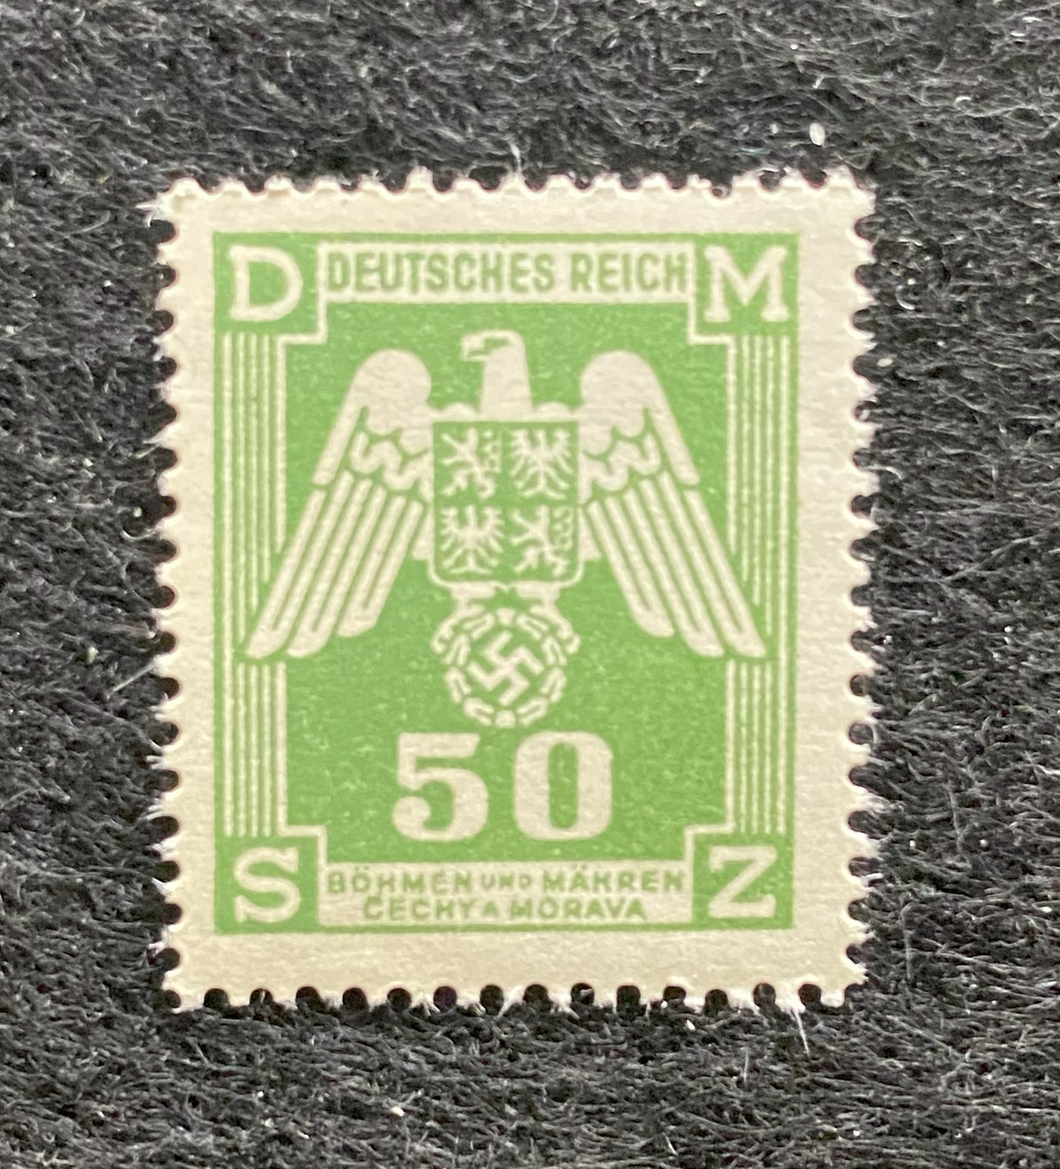 D DEUTSCHES REICH M
50
S BÖHMEN UND MÄHREN Z
ČECHY A MORAVA